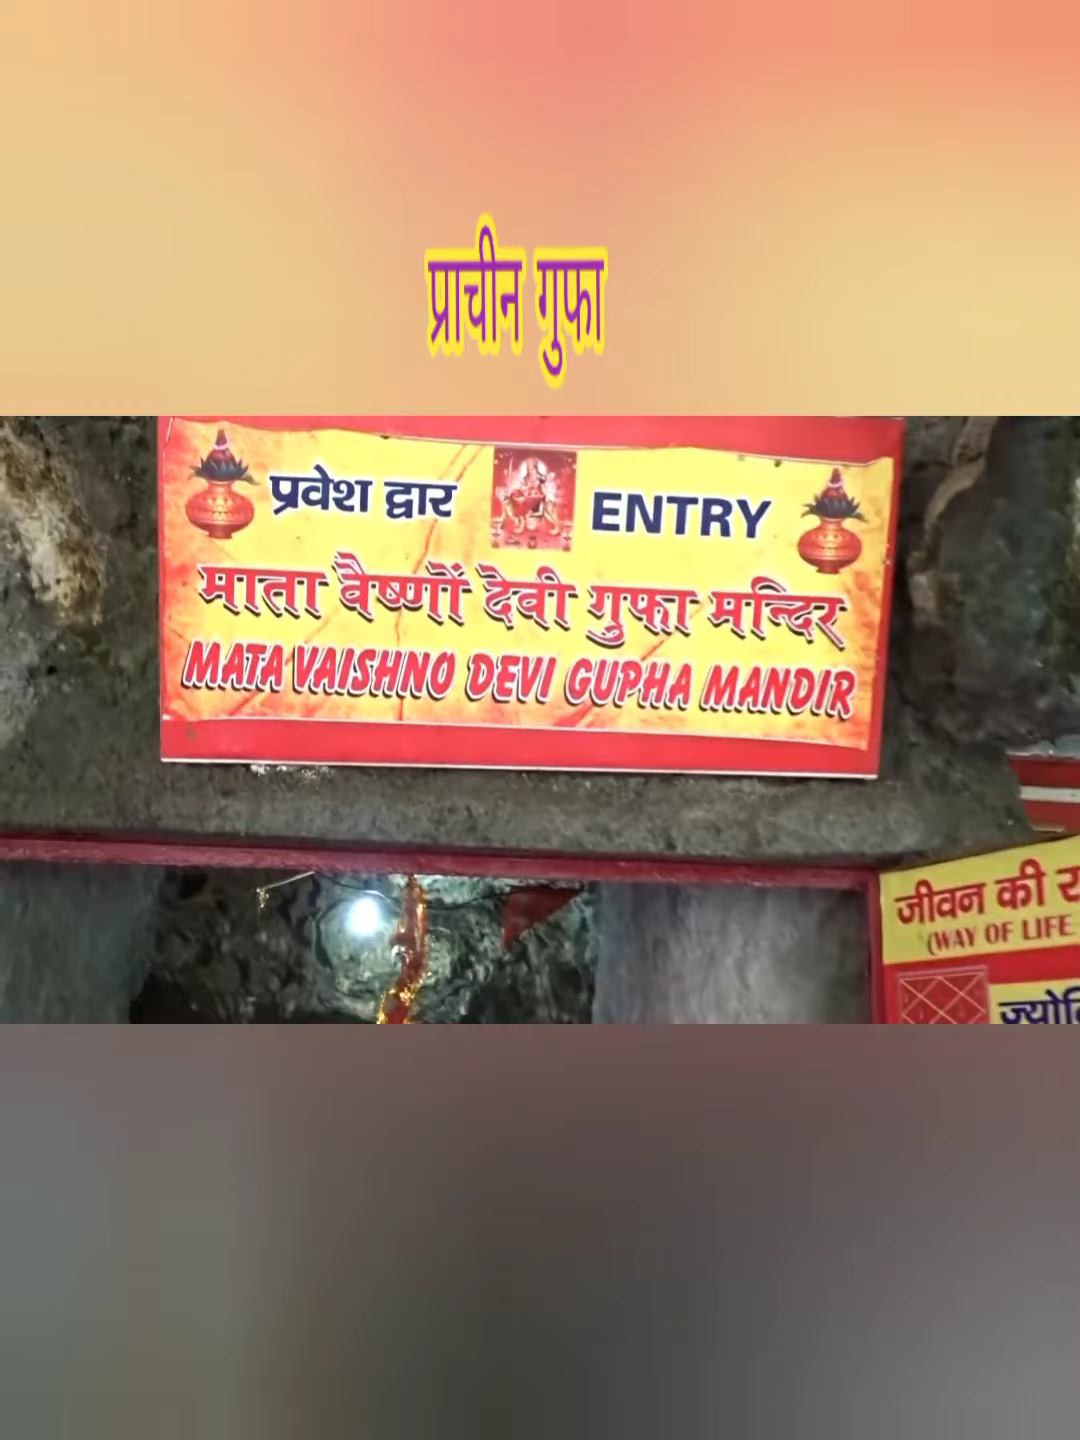 प्राचीन गुफा
प्रवेश द्वार ENTRY
माता वैष्णों देवी गुफा मन्दिर
MATA VAISHNO DEVI GUPHA MANDIR
जीवन की
(WAY OF LIFE